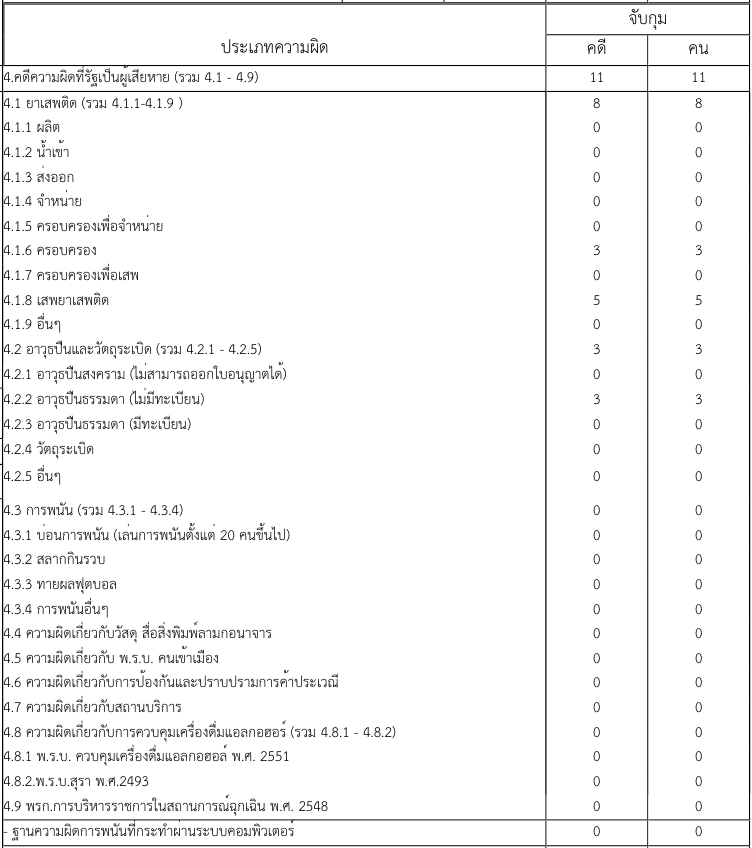 ประเภทความผิด จับกุม
คดี คน
4.คดีความผิดที่รัฐเป็นผู้เสียหาย (รวม 4.1 - 4.9) 11 11
4.1 ยาเสพติด (รวม 4.1.1-4.1.9 ) 8 8
4.1.1 ผลิต 0 0
4.1.2 น้ำเข้า 0 0
4.1.3 ส่งออก 0 0
4.1.4 จำหน่าย 0 0
4.1.5 ครอบครองเพื่อจำหน่าย 0 0
4.1.6 ครอบครอง 3 3
4.1.7 ครอบครองเพื่อเสพ 0 0
4.1.8 เสพยาเสพติด 5 5
4.1.9 อื่นๆ 0 0
4.2 อาวุธปืนและวัตถุระเบิด (รวม 4.2.1 - 4.2.5) 3 3
4.2.1 อาวุธปืนสงคราม (ไม่สามารถออกใบอนุญาตได้) 0 0
4.2.2 อาวุธปืนธรรมดา (ไม่มีทะเบียน) 3 3
4.2.3 อาวุธปืนธรรมดา (มีทะเบียน) 0 0
4.2.4 วัตถุระเบิด 0 0
4.2.5 อื่นๆ 0 0
4.3 การพนัน (รวม 4.3.1 - 4.3.4) 0 0
4.3.1 บ่อนการพนัน (เล่นการพนันตั้งแต่ 20 คนขึ้นไป) 0 0
4.3.2 สลากกินรวบ 0 0
4.3.3 ทายผลฟุตบอล 0 0
4.3.4 การพนันอื่นๆ 0 0
4.4 ความผิดเกี่ยวกับวัสดุ สื่อสิ่งพิมพ์ลามกอนาจาร 0 0
4.5 ความผิดเกี่ยวกับ พ.ร.บ. คนเข้าเมือง 0 0
4.6 ความผิดเกี่ยวกับการป้องกันและปราบปรามการค้าประเวณี 0 0
4.7 ความผิดเกี่ยวกับสถานบริการ 0 0
4.8 ความผิดเกี่ยวกับการควบคุมเครื่องดื่มแอลกอฮอร์ (รวม 4.8.1 - 4.8.2) 0 0
4.8.1 พ.ร.บ. ควบคุมเครื่องดื่มแอลกอฮอล์ พ.ศ. 2551 0 0
4.8.2.พ.ร.บ.สุรา พ.ศ.2493 0 0
4.9 พรก.การบริหารราชการในสถานการณ์ฉุกเฉิน พ.ศ. 2548 0 0
- ฐานความผิดการพนันที่กระทำผ่านระบบคอมพิวเตอร์ 0 0